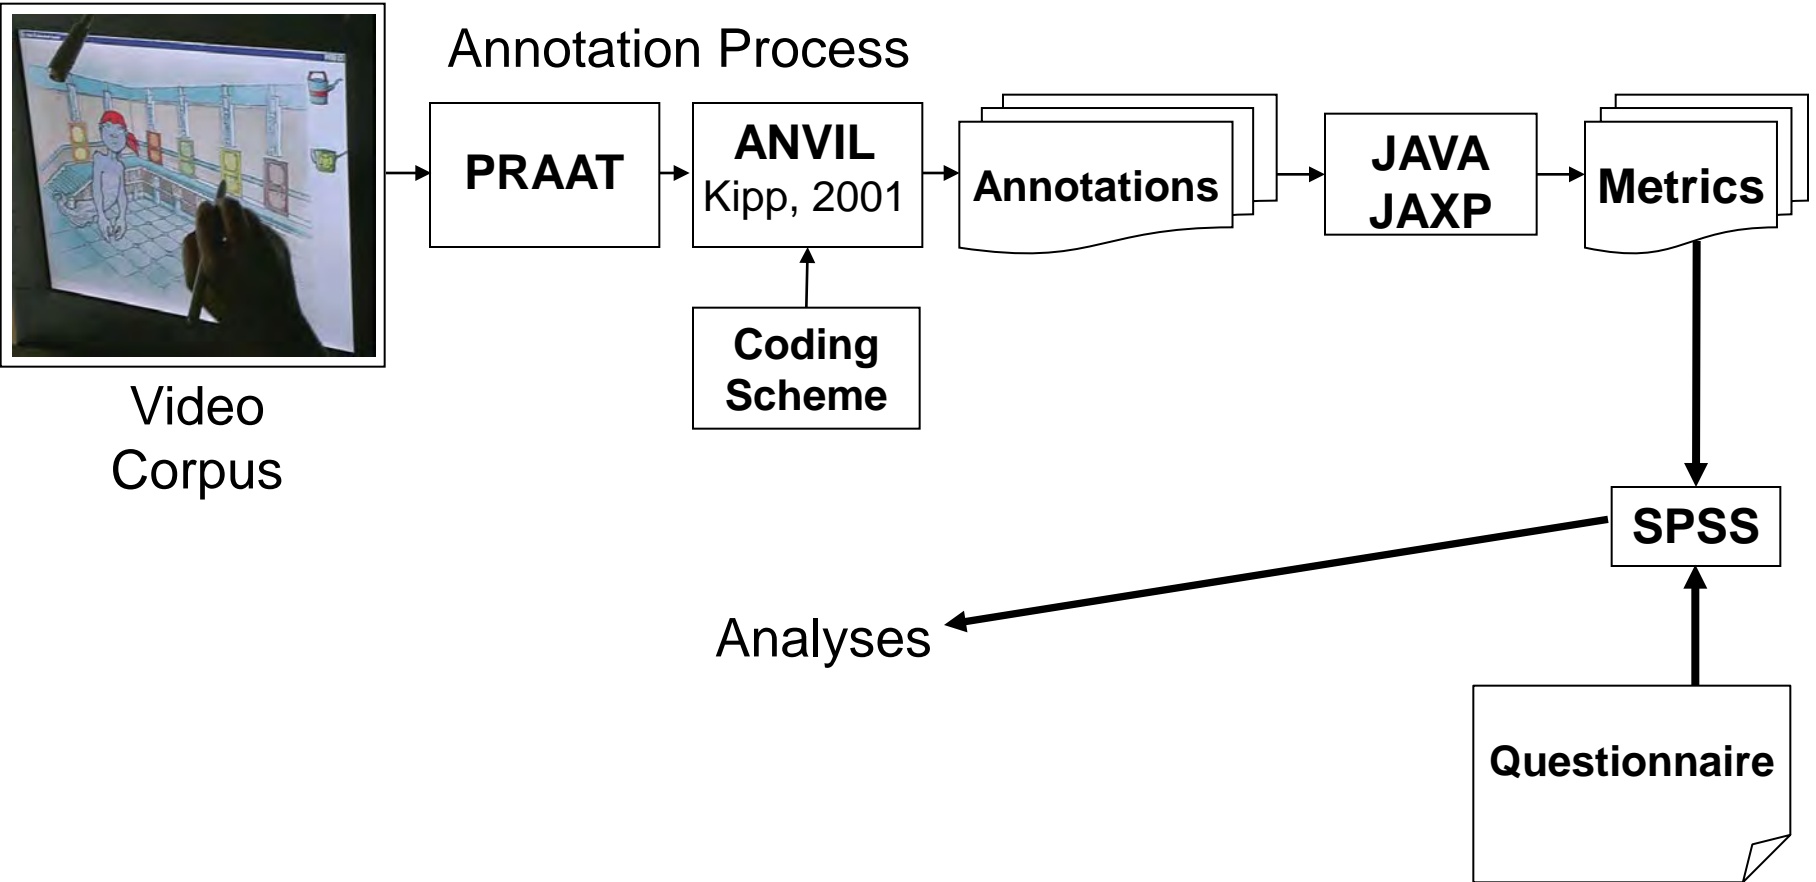 Annotation Process
PRAAT
ANVIL
Kipp, 2001
Annotations
JAVA
JAXP
Metrics
Coding
Scheme
Video
Corpus
SPSS
Analyses
Questionnaire